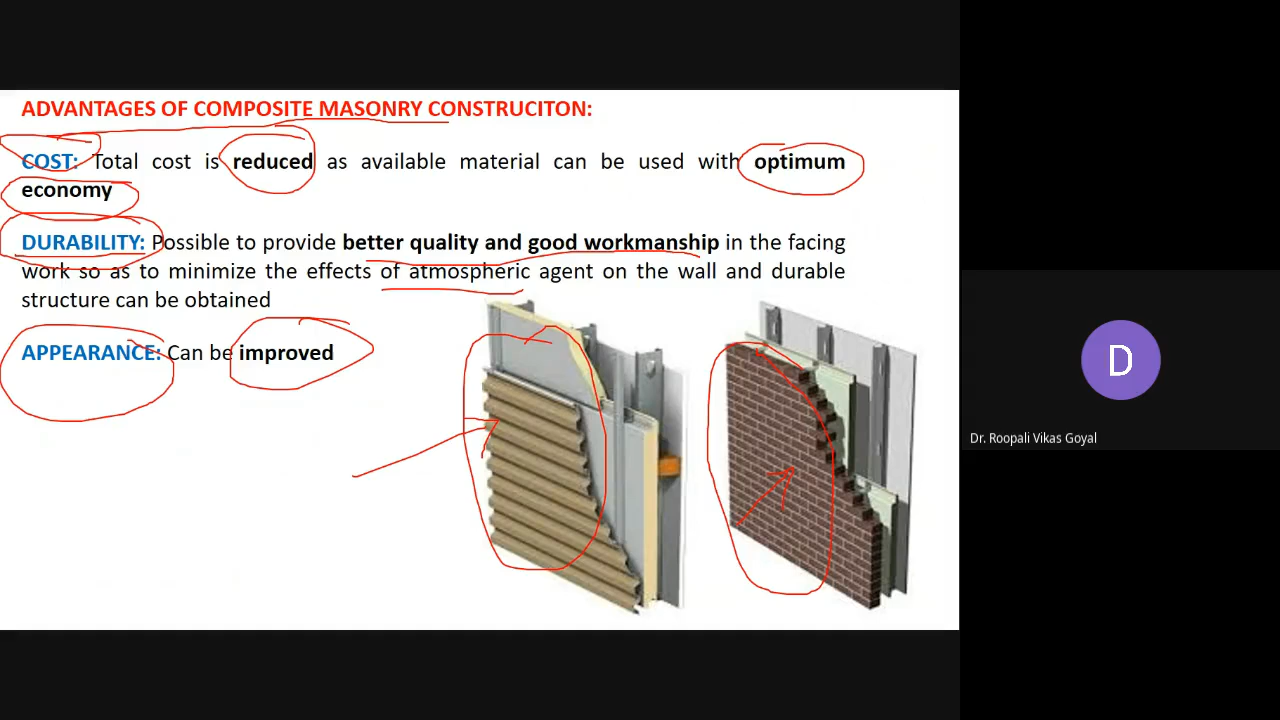 ADVANTAGES OF COMPOSITE MASONRY CONSTRUCITON:
COST: Total cost is reduced as available material can be used with optimum
economy
DURABILITY: Possible to provide better quality and good workmanship in the facing
work so as to minimize the effects of atmospheric agent on the wall and durable
structure can be obtained
APPEARANCE: Can be improved
D
Dr. Roopali Vikas Goyal